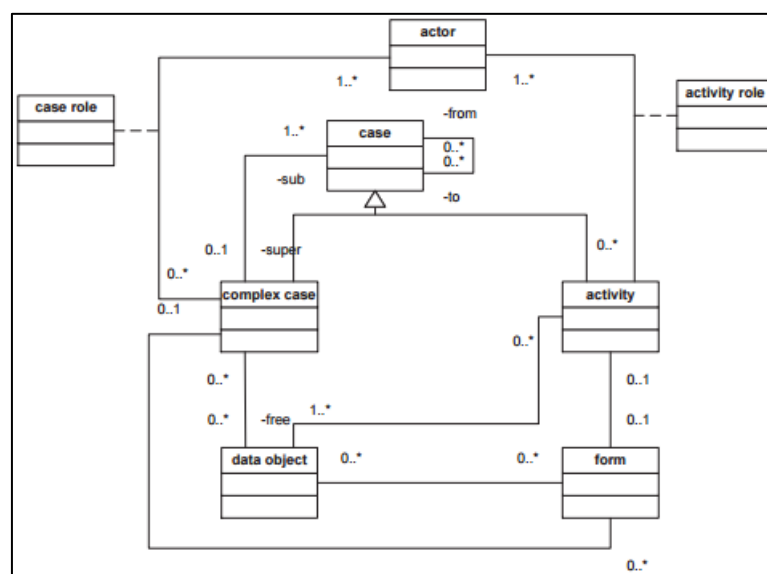 actor
1..*
1..*
case role
activity role
-from
1..*
case
0..*
0..*
-sub
-to
0..1
-super
0..*
0..*
complex case
activity
0..1
0..*
0..*
0..1
0..*
-free
1..*
0..1
data object
0..*
0..*
form
0..*